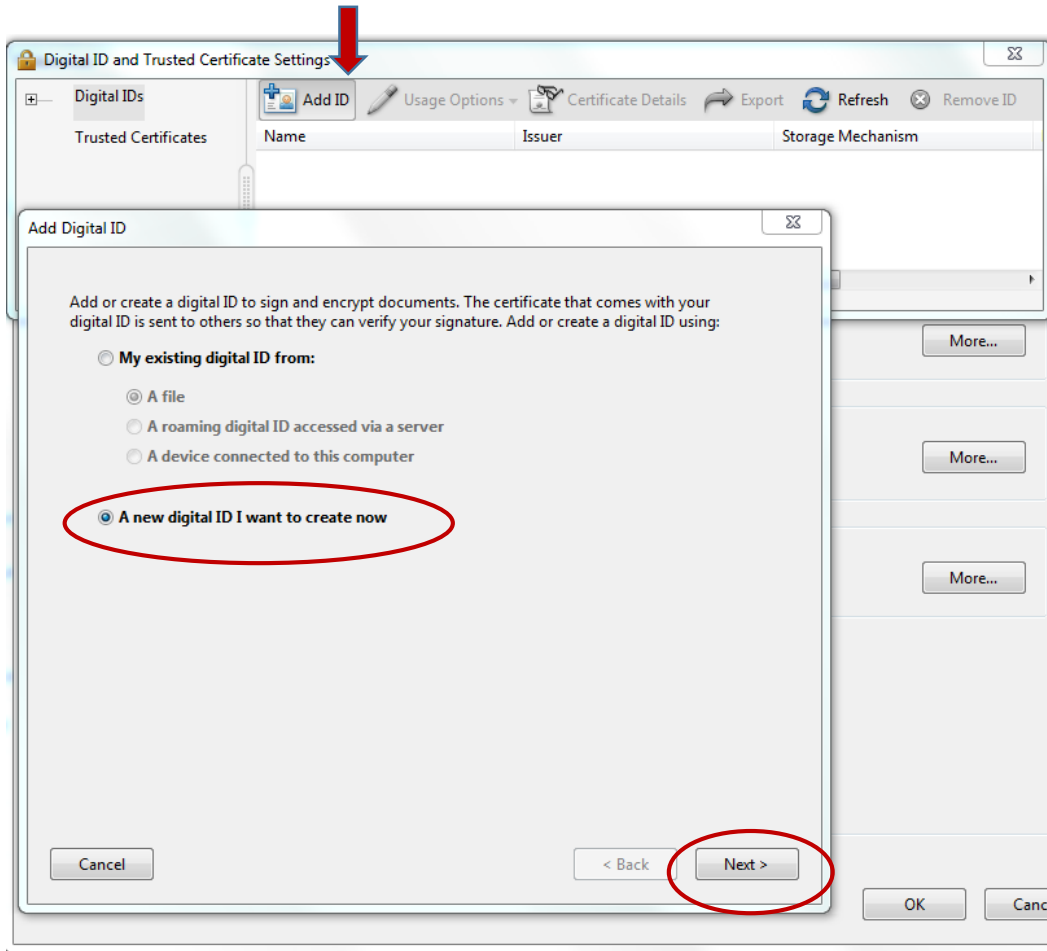 Digital ID and Trusted Certificate Settings
Digital IDs
Add ID
Usage Options
Certificate Details
Export
Refresh
Remove ID
Trusted Certificates
Name
Issuer
Storage Mechanism
Add Digital ID
Add or create a digital ID to sign and encrypt documents. The certificate that comes with your
digital ID is sent to others so that they can verify your signature. Add or create a digital ID using:
My existing digital ID from:
A file
A roaming digital ID accessed via a server
A device connected to this computer
A new digital ID I want to create now
More...
More...
More...
Cancel
< Back
Next >
OK
Canc